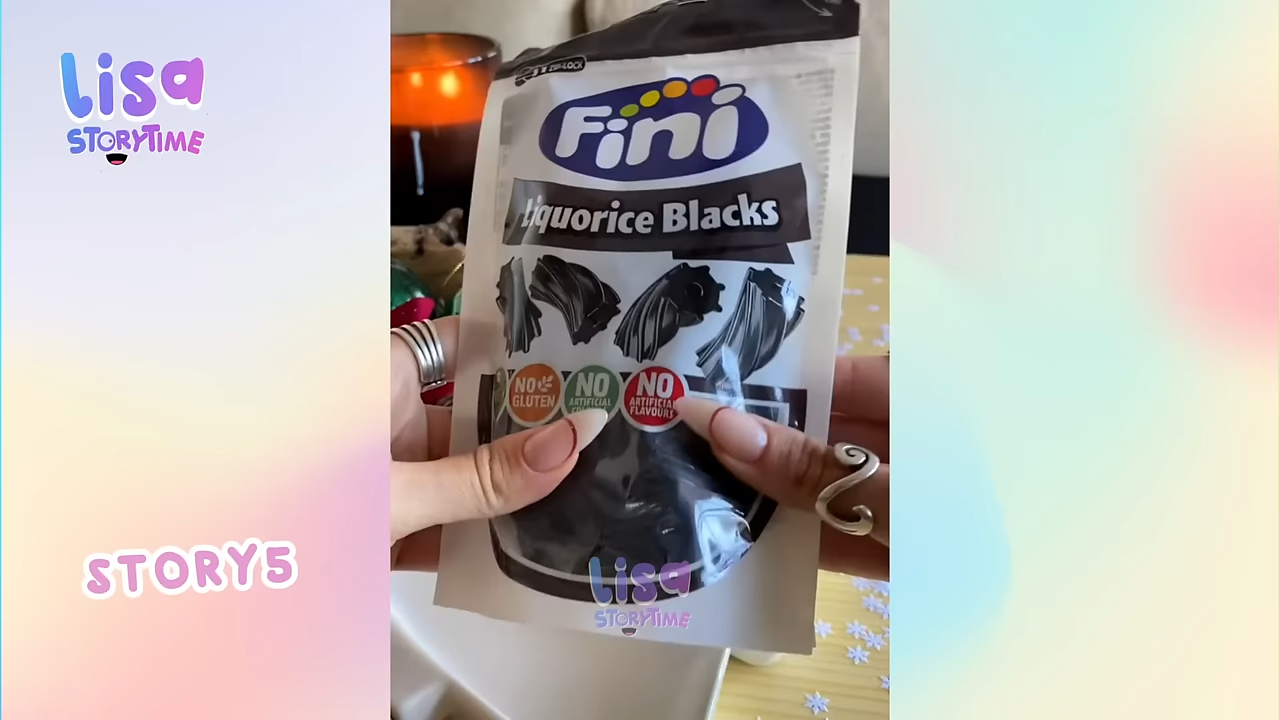 Lisa
STORYTIME
ZIP-LOCK
Fini
Liquorice Blacks
NO
GLUTEN
NO
ARTIFICIAL
NO
ARTIFICIAL
FLAVOURS
STORY5
Lisa
STORYTIME